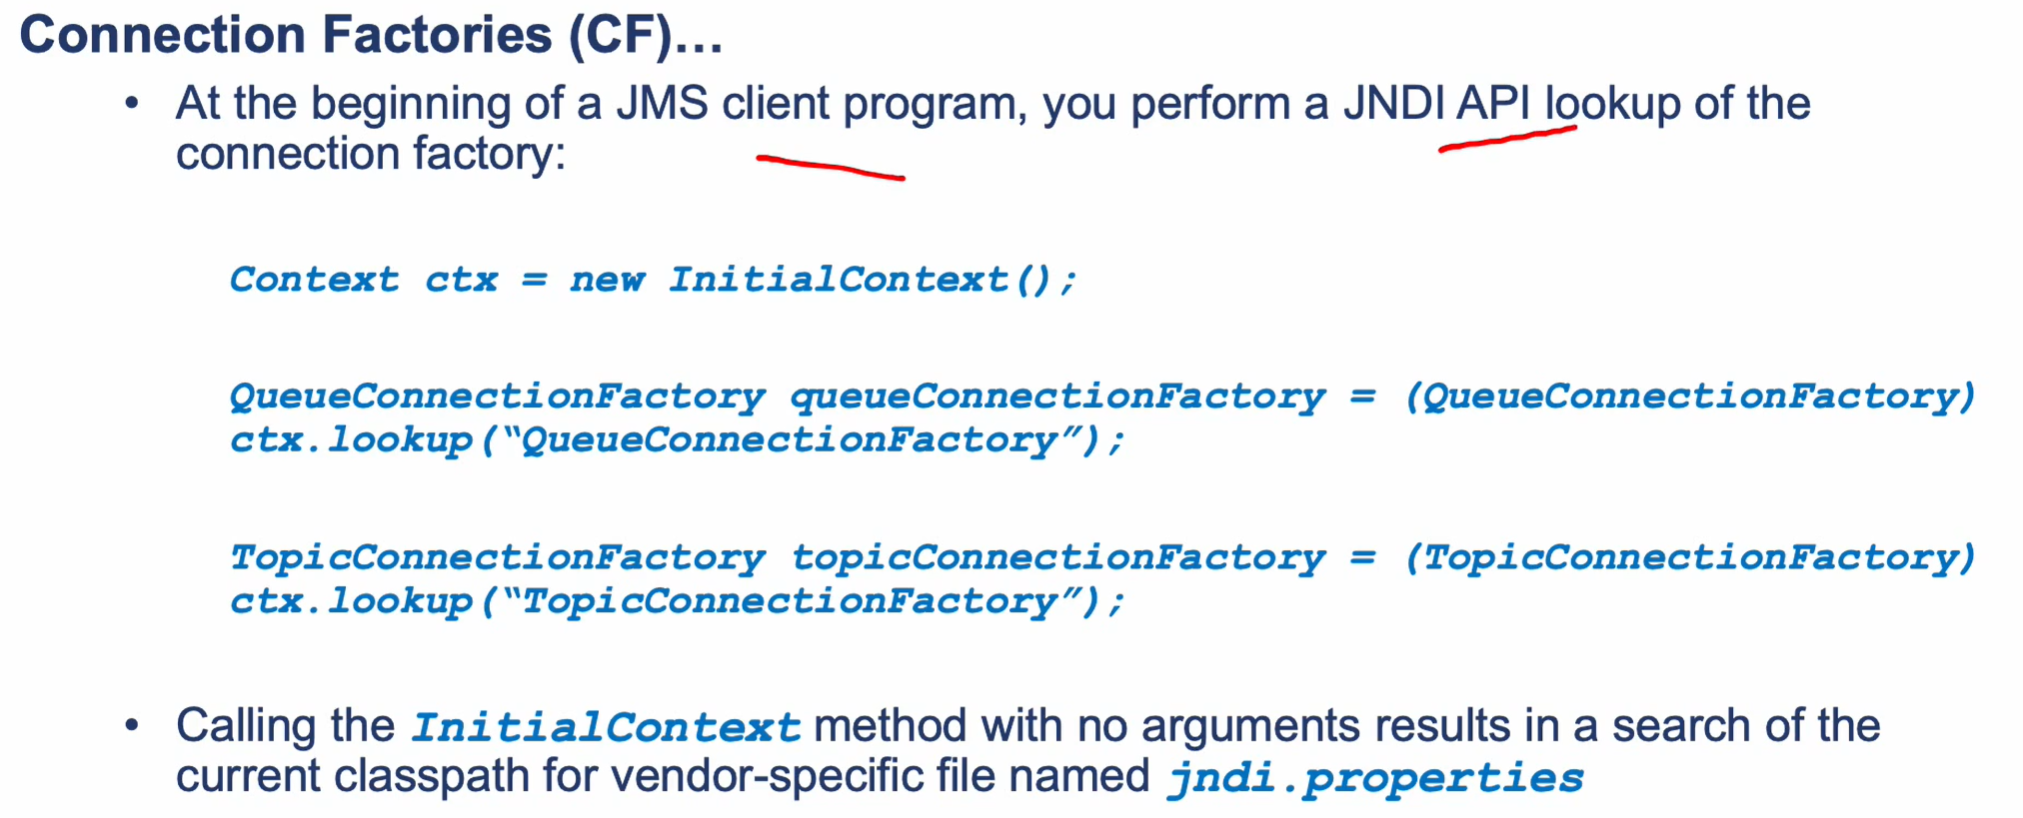 Connection Factories (CF)...
• At the beginning of a JMS client program, you perform a JNDI API lookup of the
connection factory:
Context ctx = new InitialContext();
QueueConnectionFactory queueConnectionFactory = (QueueConnectionFactory)
ctx.lookup(“QueueConnectionFactory”);
TopicConnectionFactory topicConnectionFactory = (TopicConnectionFactory)
ctx.lookup(“TopicConnectionFactory”);
• Calling the InitialContext method with no arguments results in a search of the
current classpath for vendor-specific file named jndi.properties